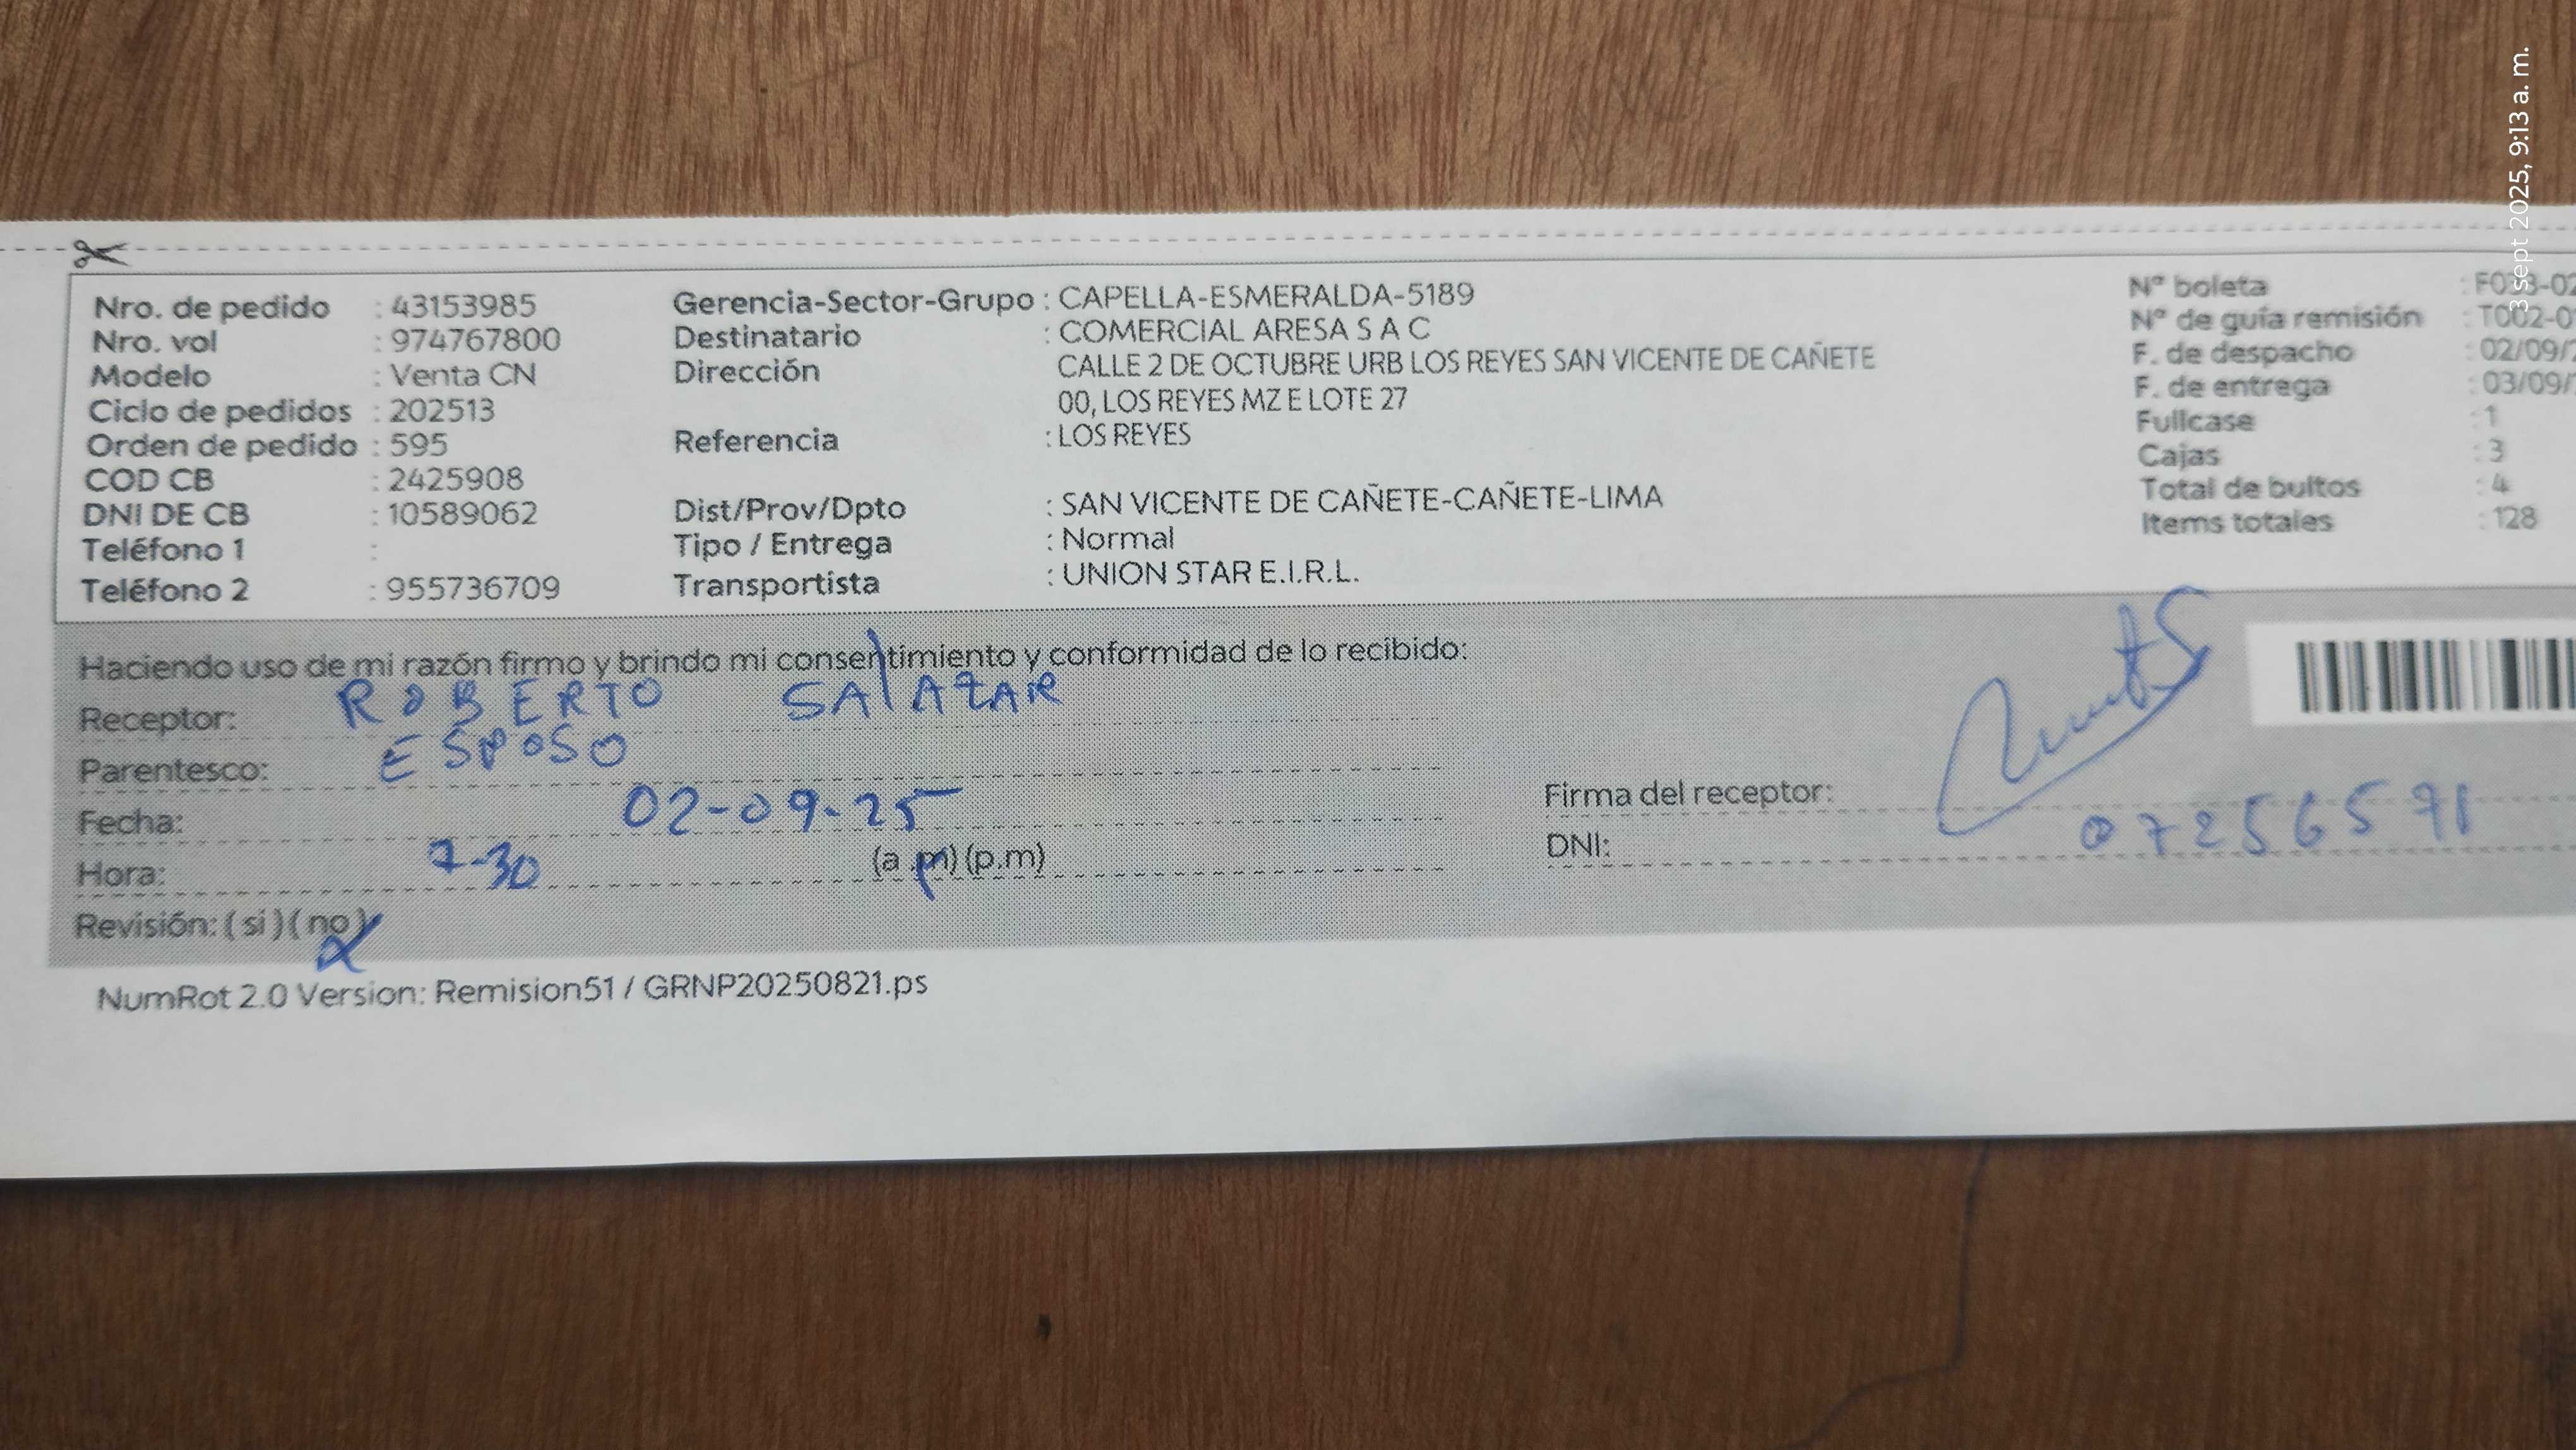 3 sept 2025, 9:13 a. m.
Nro. de pedido : 43153985
Nro. vol : 974767800
Modelo : Venta CN
Ciclo de pedidos : 202513
Orden de pedido : 595
COD CB : 2425908
DNI DE CB : 10589062
Teléfono 1 :
Teléfono 2 : 955736709
Gerencia-Sector-Grupo : CAPELLA-ESMERALDA-5189
Destinatario : COMERCIAL ARESA S A C
Dirección CALLE 2 DE OCTUBRE URB LOS REYES SAN VICENTE DE CAÑETE
00, LOS REYES MZ E LOTE 27
Referencia : LOS REYES
Dist/Prov/Dpto : SAN VICENTE DE CAÑETE-CAÑETE-LIMA
Tipo / Entrega : Normal
Transportista : UNION STAR E.I.R.L.
Nº boleta
Nº de guía remisión : T002-0
F. de despacho : 02/09/
F. de entrega : 03/09/
Fullcase : 1
Cajas : 3
Total de bultos : 4
Items totales : 128
Haciendo uso de mi razón firmo y brindo mi consentimiento y conformidad de lo recibido:
Receptor: ROBERTO SALAZAR
Parentesco: ESPOSO
Fecha: 02-09-25
Hora: 7-30 (a.m) (p.m)
Revisión: ( si ) ( no )
Firma del receptor:
DNI: 07256571
NumRot 2.0 Version: Remision51 / GRNP20250821.ps